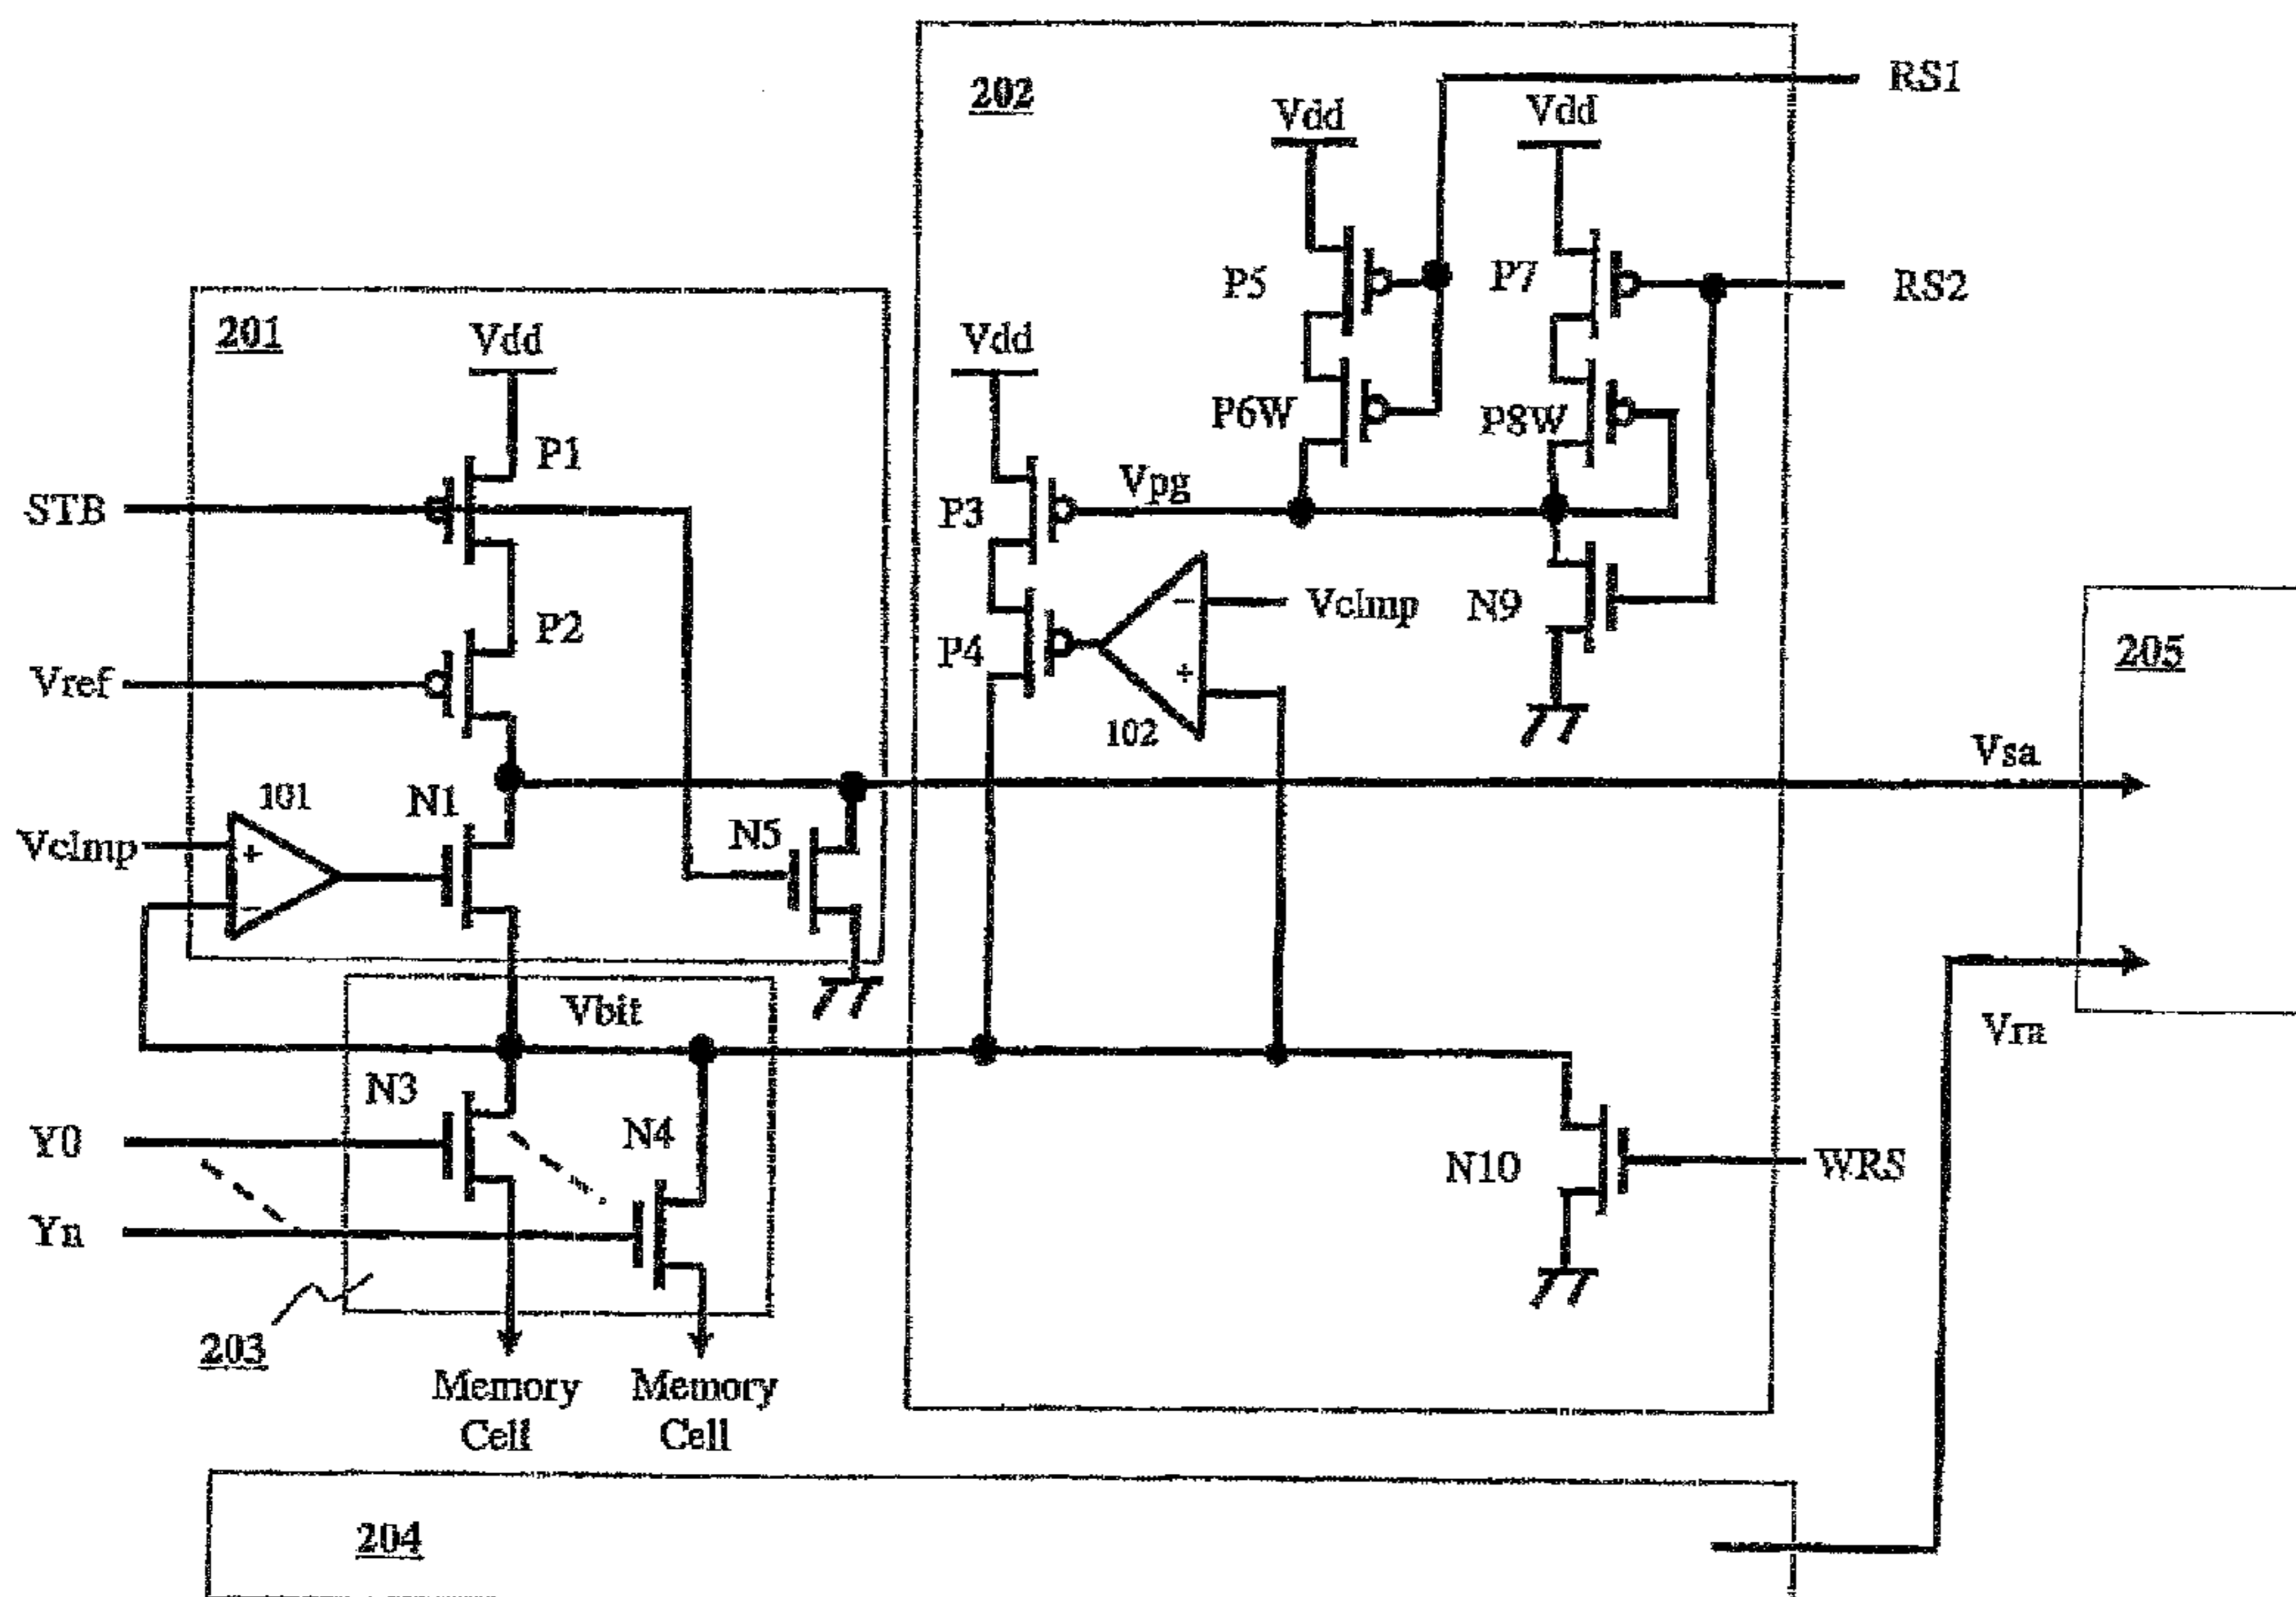 202
RS1
Vdd
Vdd
P5
P7
RS2
201
Vdd
Vdd
P6W
P8W
P1
Vpg
STB
P3
P2
Vclmp
N9
P4
−
+
205
Vref
102
Vsa
101
N1
N5
Vclmp
+
−
Vbit
N3
N4
Y0
N10
WRS
Yn
203
Memory
Cell
Memory
Cell
204